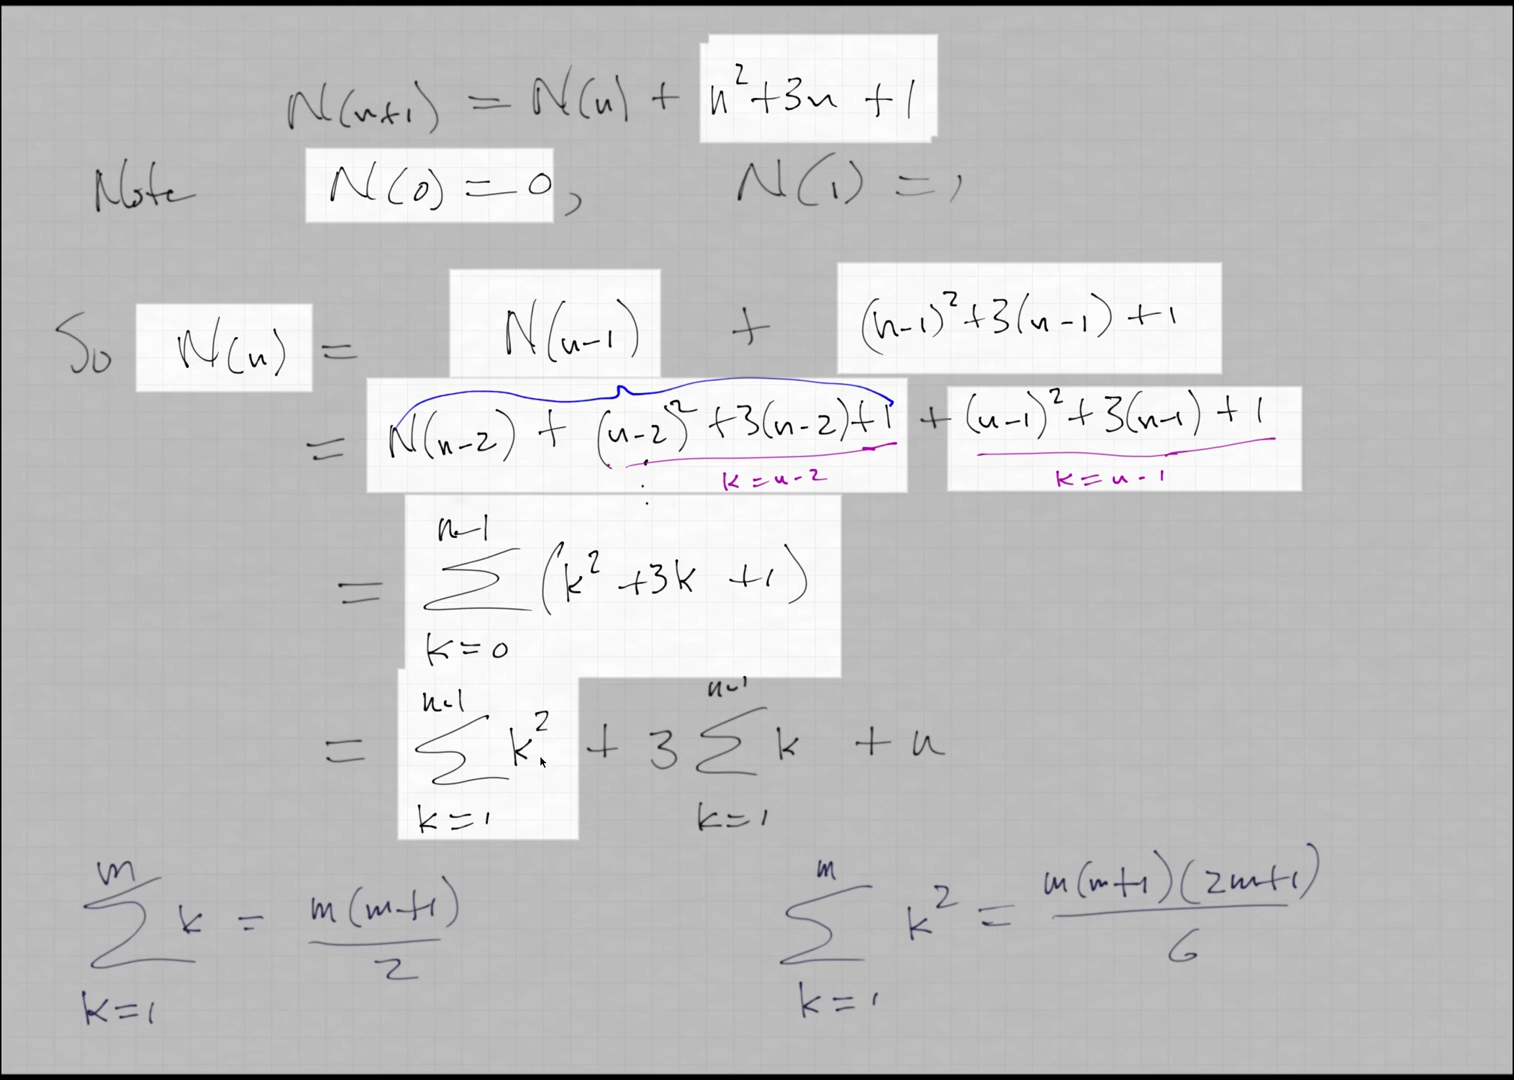 N(n+1) = N(n) + n²+3n +1
Note N(0) = 0, N(1) = 1
So N(n) = N(n-1) + (n-1)²+3(n-1) +1
= N(n-2) + (n-2)² +3(n-2)+1 + (n-1)²+3(n-1) +1
k=n-2 k=n-1
⋮
= ∑_{k=0}^{n-1} (k² +3k +1)
= ∑_{k=1}^{n-1} k² + 3 ∑_{k=1}^{n-1} k + n
∑_{k=1}^{m} k = m(m+1)/2 ∑_{k=1}^{m} k² = m(m+1)(2m+1)/6